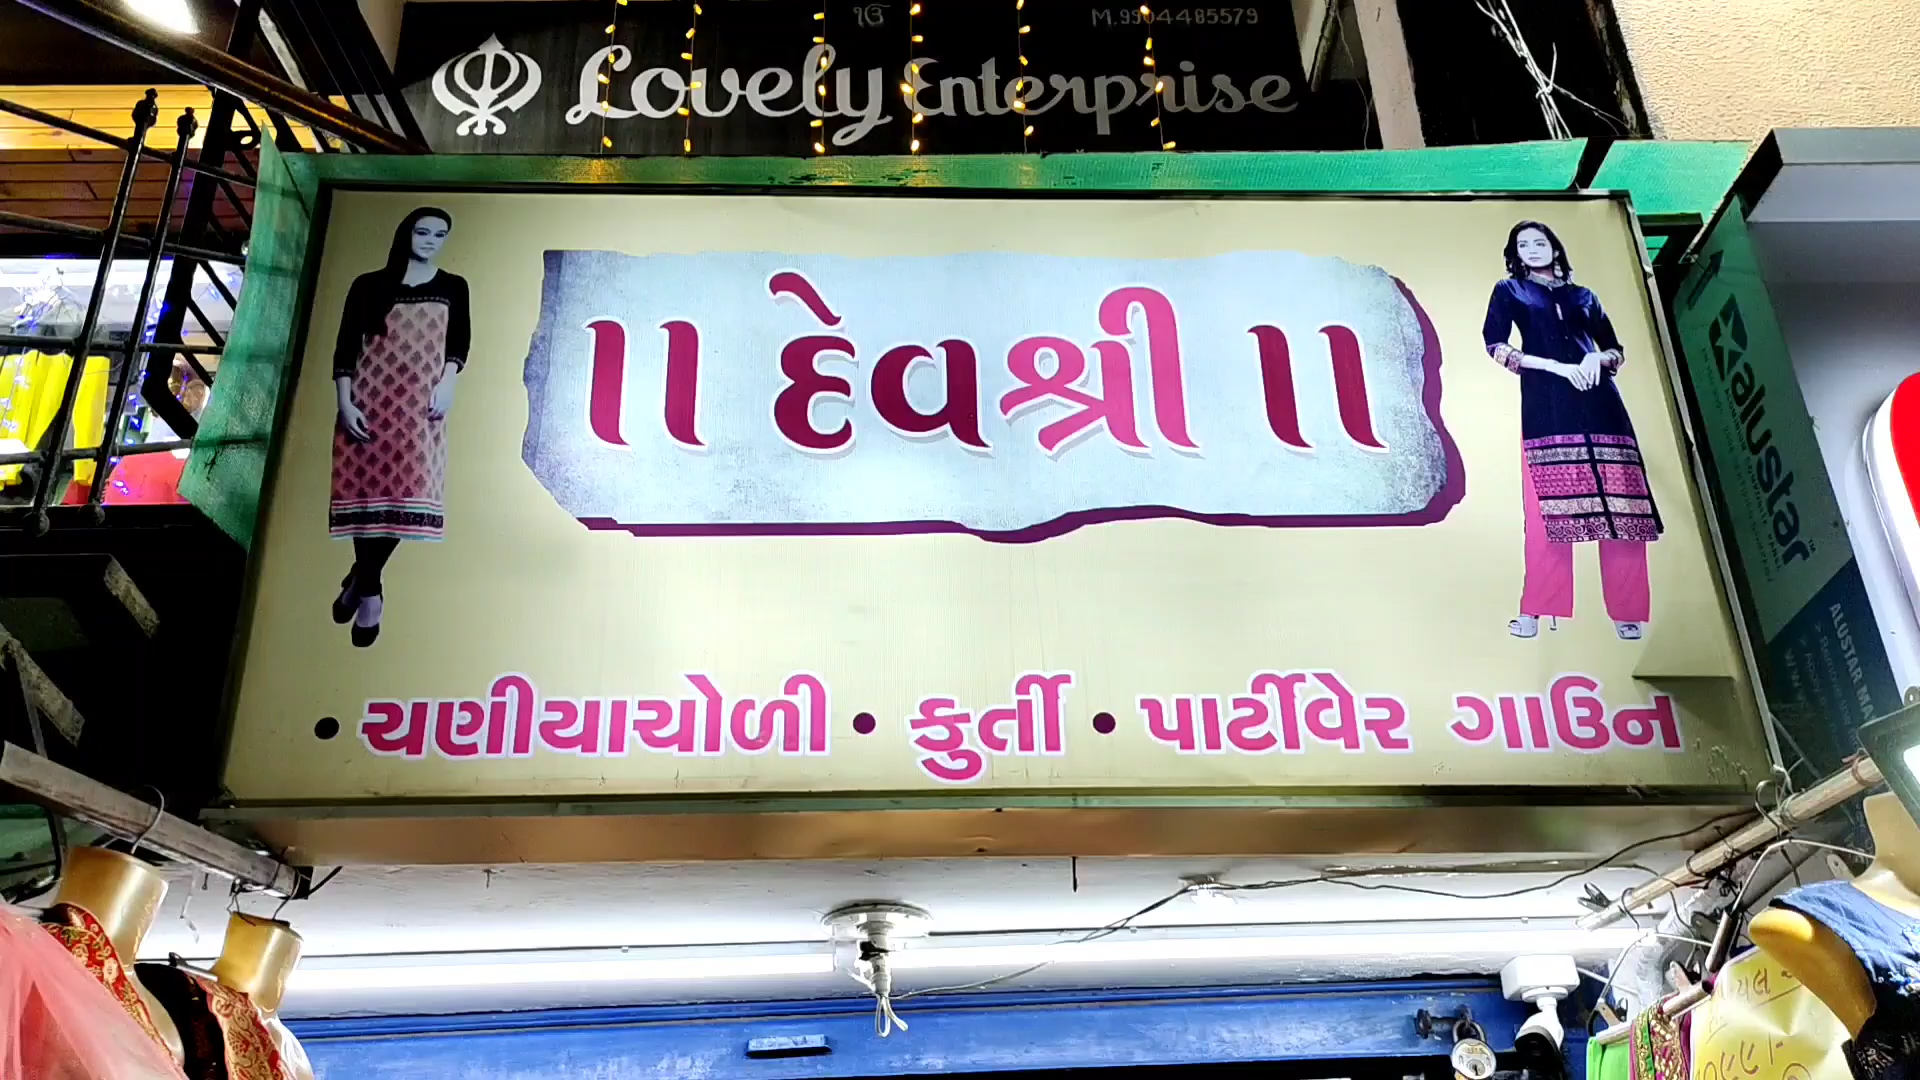 ੴ
M.9904485579
Lovely Enterprise
।। દેવશ્રી ।।
• ચણીયાચોળી • કુર્તી • પાર્ટીવેર ગાઉન
alustar